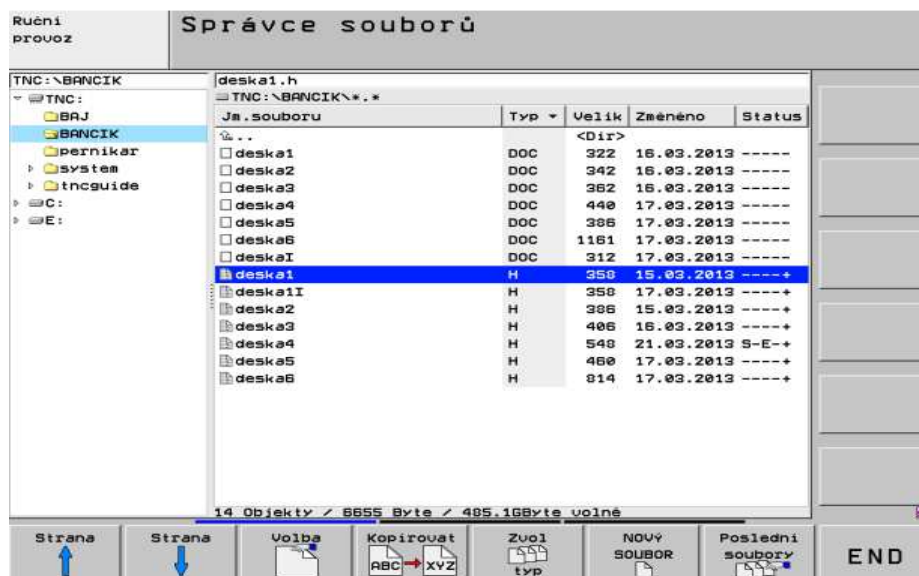 Ruční
provoz
Správce souborů
TNC:\BANCIK
deska1.h
TNC:
TNC:\BANCIK\*.*
BAJ
BANCIK
pernikar
system
tncguide
C:
E:
Jm.souboru Typ Velik Změněno Status
.. <Dir>
deska1 DOC 322 16.03.2013 -----
deska2 DOC 342 16.03.2013 -----
deska3 DOC 362 16.03.2013 -----
deska4 DOC 440 17.03.2013 -----
deska5 DOC 386 17.03.2013 -----
deska6 DOC 1161 17.03.2013 -----
deskaI DOC 312 17.03.2013 -----
deska1 H 358 15.03.2013 ----+
deska1I H 358 17.03.2013 ----+
deska2 H 386 15.03.2013 ----+
deska3 H 406 16.03.2013 ----+
deska4 H 548 21.03.2013 S-E-+
deska5 H 460 17.03.2013 ----+
deska6 H 814 17.03.2013 ----+
14 Objekty / 6655 Byte / 485.1GByte volné
Strana
Strana
Volba
Kopírovat
ABC XYZ
Zvol
typ
NOVÝ
SOUBOR
Poslední
soubory
END